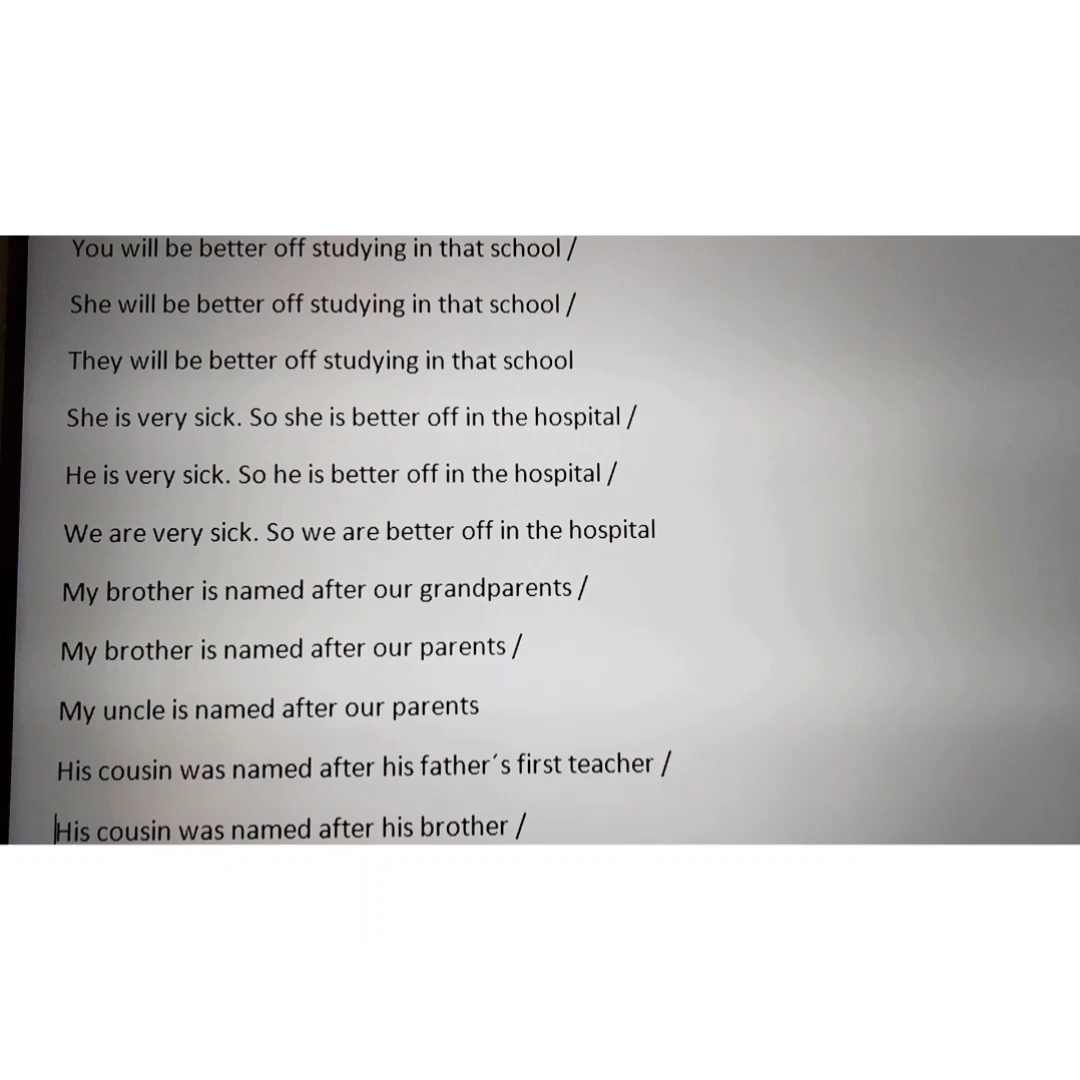 You will be better off studying in that school /
She will be better off studying in that school /
They will be better off studying in that school
She is very sick. So she is better off in the hospital /
He is very sick. So he is better off in the hospital /
We are very sick. So we are better off in the hospital
My brother is named after our grandparents /
My brother is named after our parents /
My uncle is named after our parents
His cousin was named after his father´s first teacher /
His cousin was named after his brother /